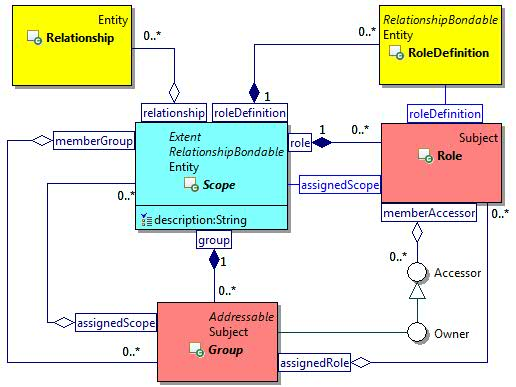 Entity
Relationship
0..*
RelationshipBondable
Entity
RoleDefinition
0..*
1
relationship
roleDefinition
roleDefinition
memberGroup
Extent
RelationshipBondable
Entity
Scope
description:String
role
1
0..*
Subject
Role
assignedScope
0..*
memberAccessor
0..*
group
1
0..*
0..*
Accessor
assignedScope
Addressable
Subject
Group
Owner
0..*
assignedRole